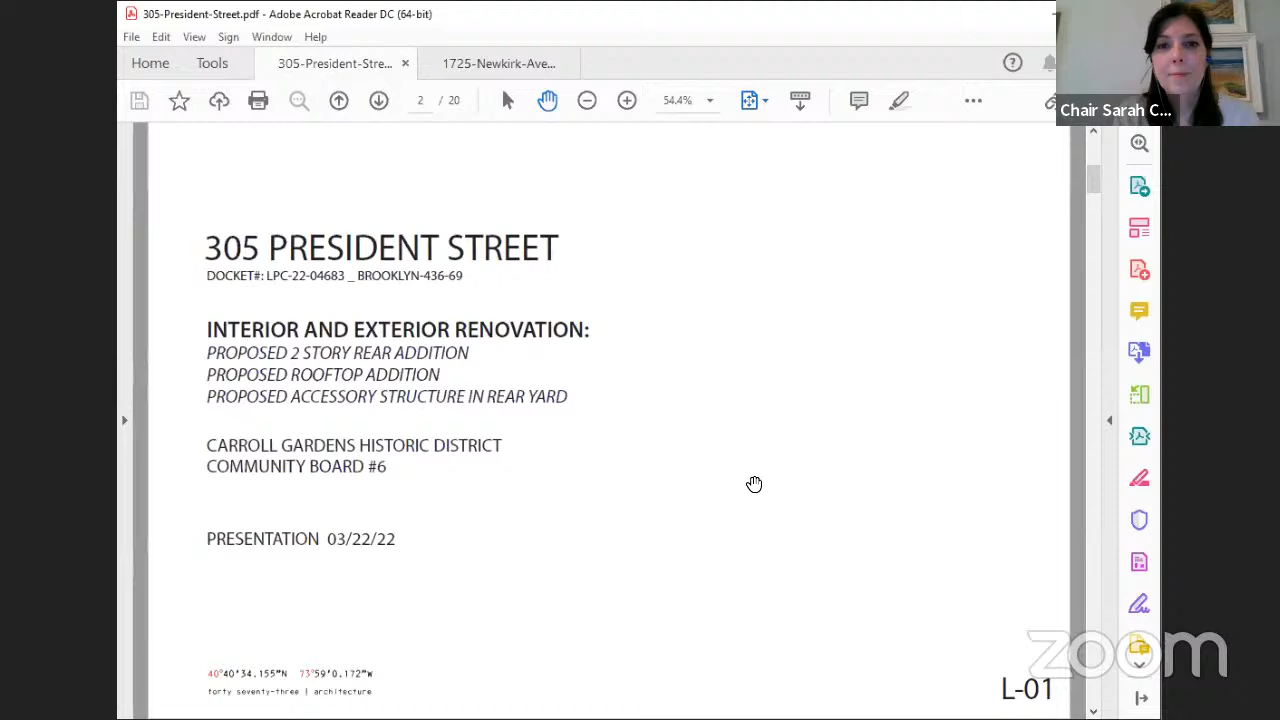 305-President-Street.pdf - Adobe Acrobat Reader DC (64-bit)
File Edit View Sign Window Help
Home Tools 305-President-Stre... × 1725-Newkirk-Ave...
2 / 20 54.4%
Chair Sarah C...
305 PRESIDENT STREET
DOCKET#: LPC-22-04683 _ BROOKLYN-436-69
INTERIOR AND EXTERIOR RENOVATION:
PROPOSED 2 STORY REAR ADDITION
PROPOSED ROOFTOP ADDITION
PROPOSED ACCESSORY STRUCTURE IN REAR YARD
CARROLL GARDENS HISTORIC DISTRICT
COMMUNITY BOARD #6
PRESENTATION 03/22/22
40°40'34.155"N 73°59'0.172"W
forty seventy-three | architecture
L-01
zoom